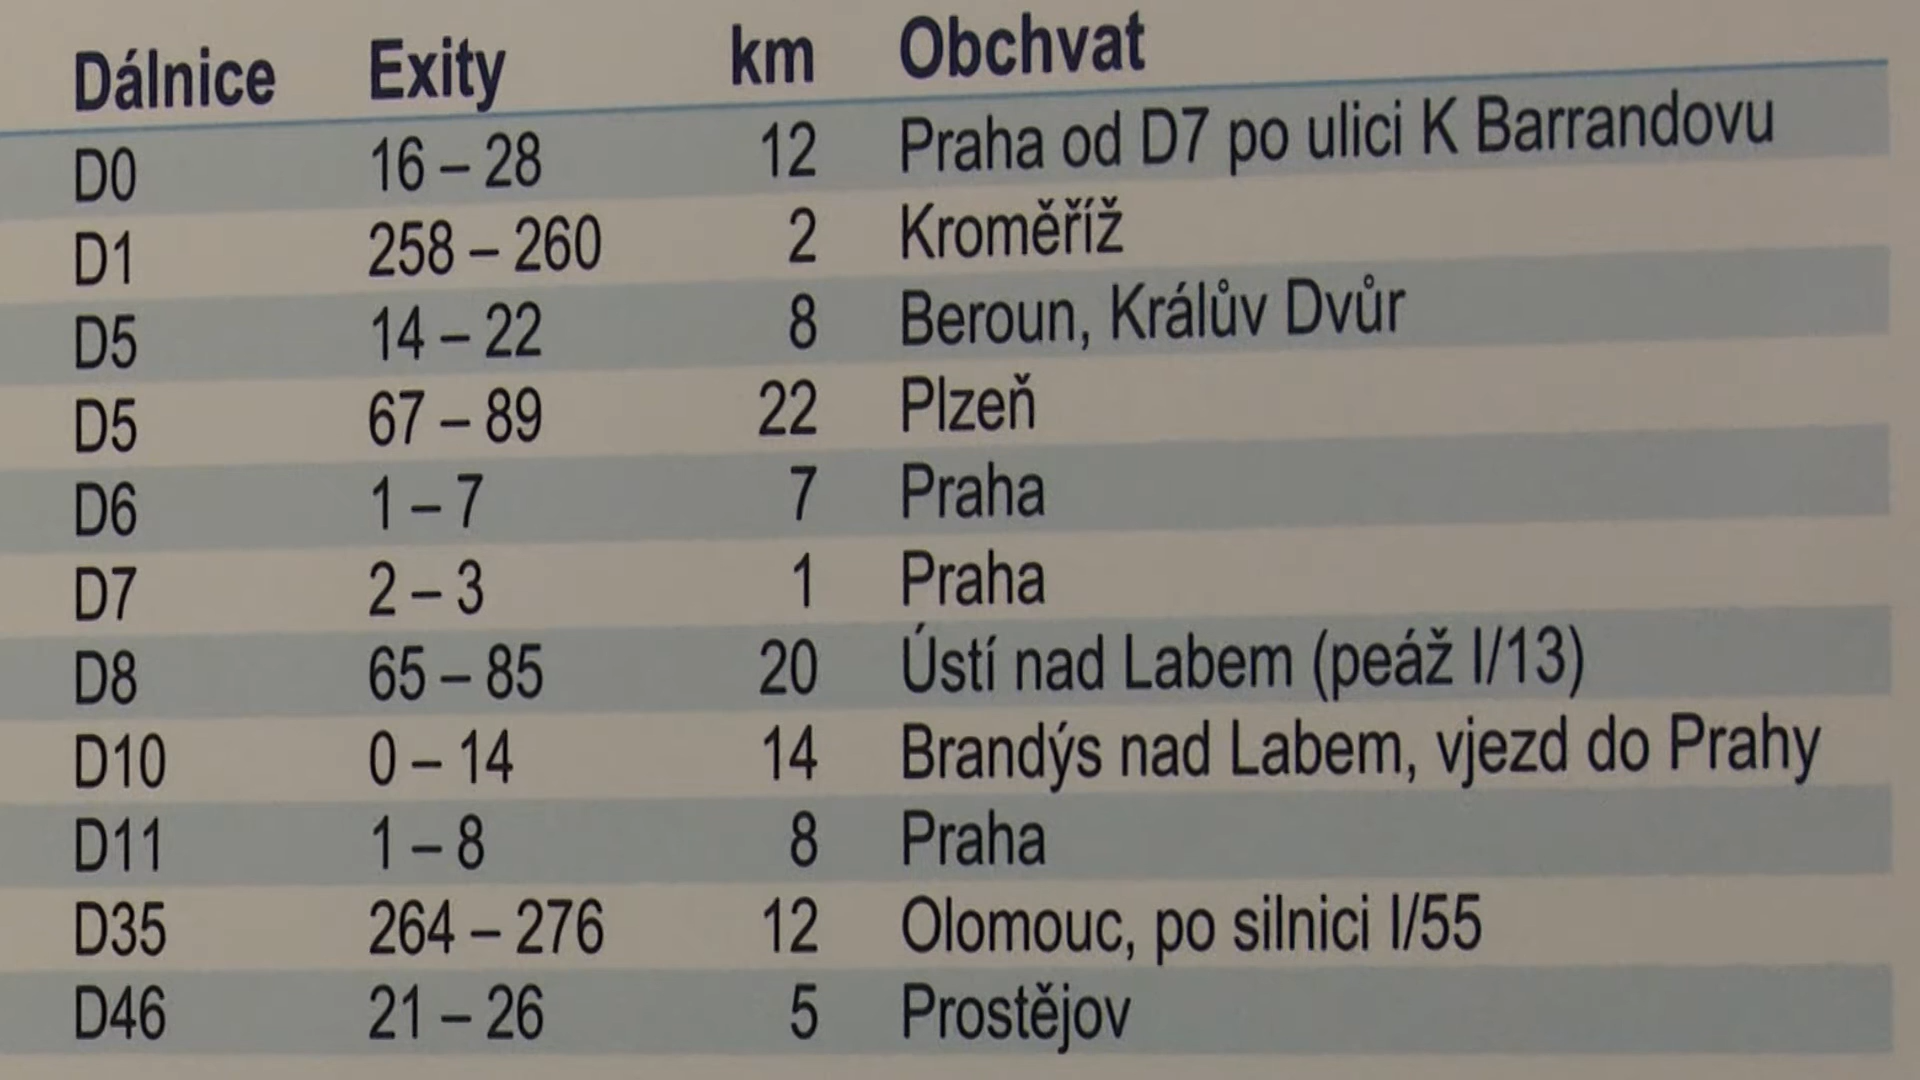 Dálnice Exity km Obchvat
D0 16 – 28 12 Praha od D7 po ulici K Barrandovu
D1 258 – 260 2 Kroměříž
D5 14 – 22 8 Beroun, Králův Dvůr
D5 67 – 89 22 Plzeň
D6 1 – 7 7 Praha
D7 2 – 3 1 Praha
D8 65 – 85 20 Ústí nad Labem (peáž I/13)
D10 0 – 14 14 Brandýs nad Labem, vjezd do Prahy
D11 1 – 8 8 Praha
D35 264 – 276 12 Olomouc, po silnici I/55
D46 21 – 26 5 Prostějov